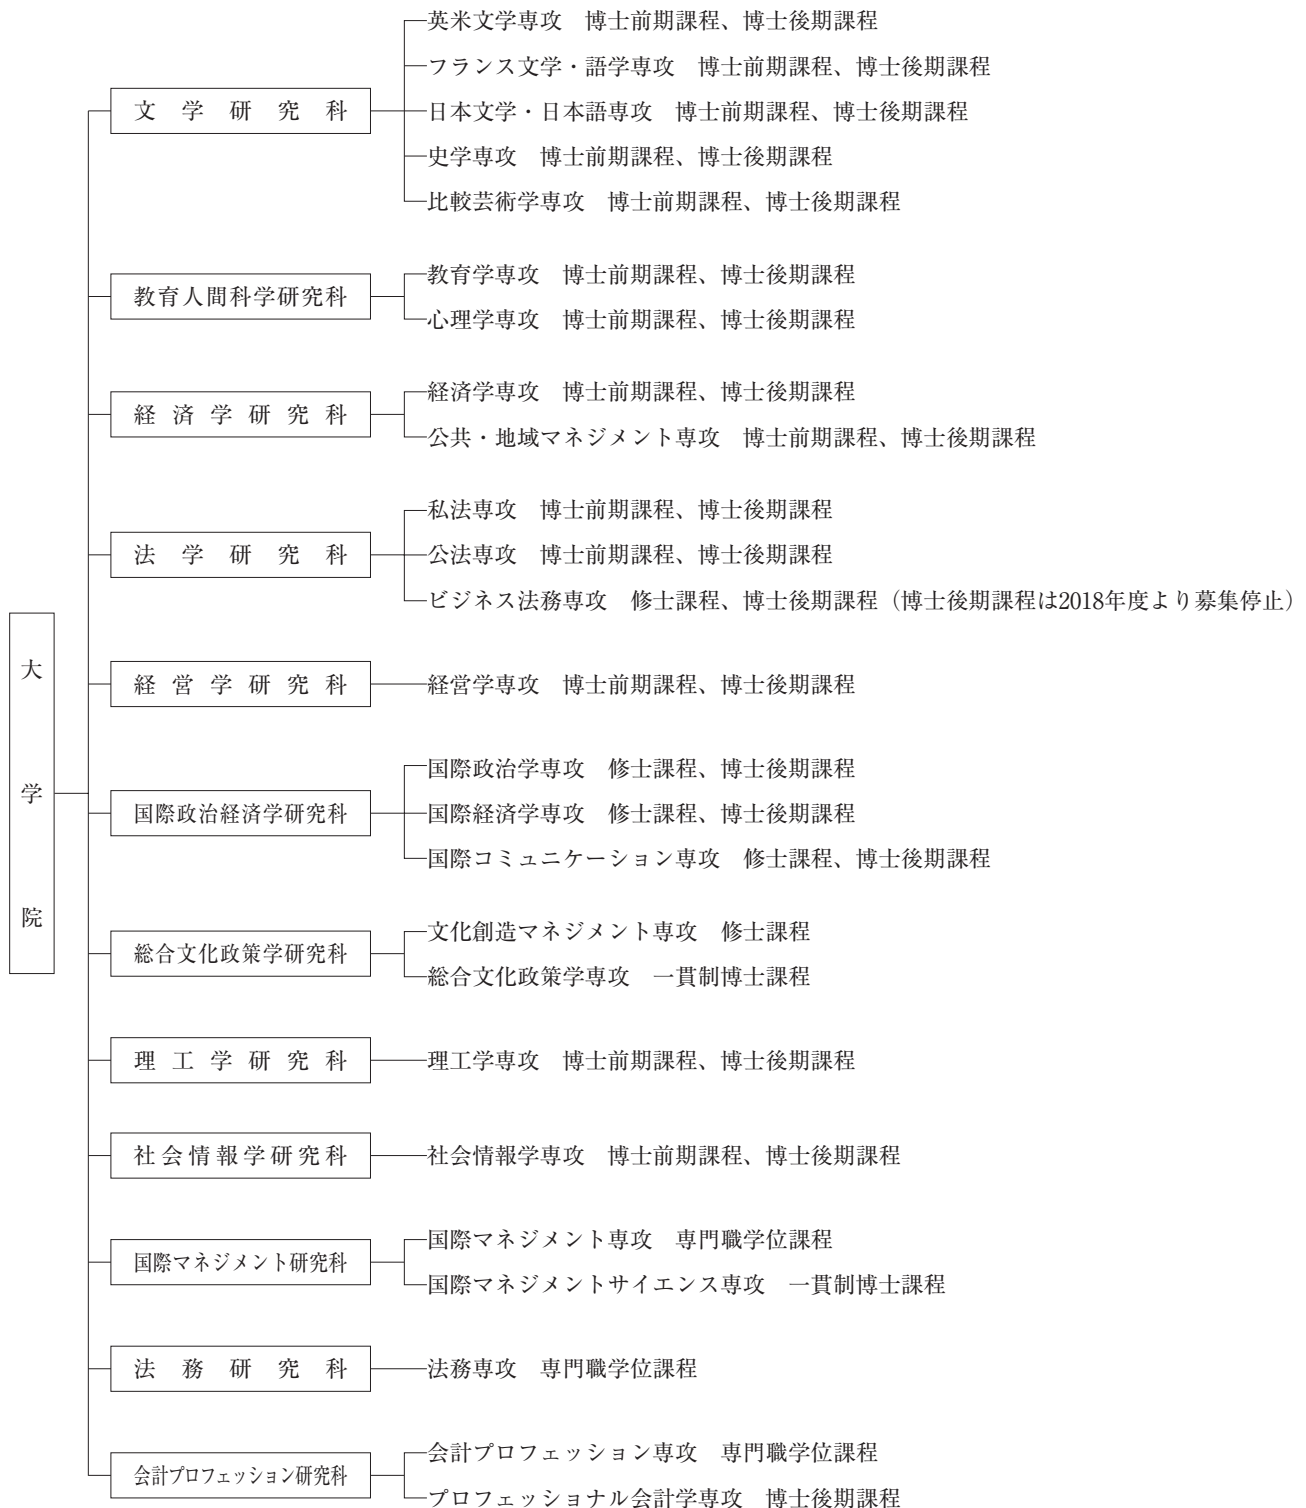 大学院
文学研究科
英米文学専攻　博士前期課程、博士後期課程
フランス文学・語学専攻　博士前期課程、博士後期課程
日本文学・日本語専攻　博士前期課程、博士後期課程
史学専攻　博士前期課程、博士後期課程
比較芸術学専攻　博士前期課程、博士後期課程
教育人間科学研究科
教育学専攻　博士前期課程、博士後期課程
心理学専攻　博士前期課程、博士後期課程
経済学研究科
経済学専攻　博士前期課程、博士後期課程
公共・地域マネジメント専攻　博士前期課程、博士後期課程
法学研究科
私法専攻　博士前期課程、博士後期課程
公法専攻　博士前期課程、博士後期課程
ビジネス法務専攻　修士課程、博士後期課程（博士後期課程は2018年度より募集停止）
経営学研究科
経営学専攻　博士前期課程、博士後期課程
国際政治経済学研究科
国際政治学専攻　修士課程、博士後期課程
国際経済学専攻　修士課程、博士後期課程
国際コミュニケーション専攻　修士課程、博士後期課程
総合文化政策学研究科
文化創造マネジメント専攻　修士課程
総合文化政策学専攻　一貫制博士課程
理工学研究科
理工学専攻　博士前期課程、博士後期課程
社会情報学研究科
社会情報学専攻　博士前期課程、博士後期課程
国際マネジメント研究科
国際マネジメント専攻　専門職学位課程
国際マネジメントサイエンス専攻　一貫制博士課程
法務研究科
法務専攻　専門職学位課程
会計プロフェッション研究科
会計プロフェッション専攻　専門職学位課程
プロフェッショナル会計学専攻　博士後期課程